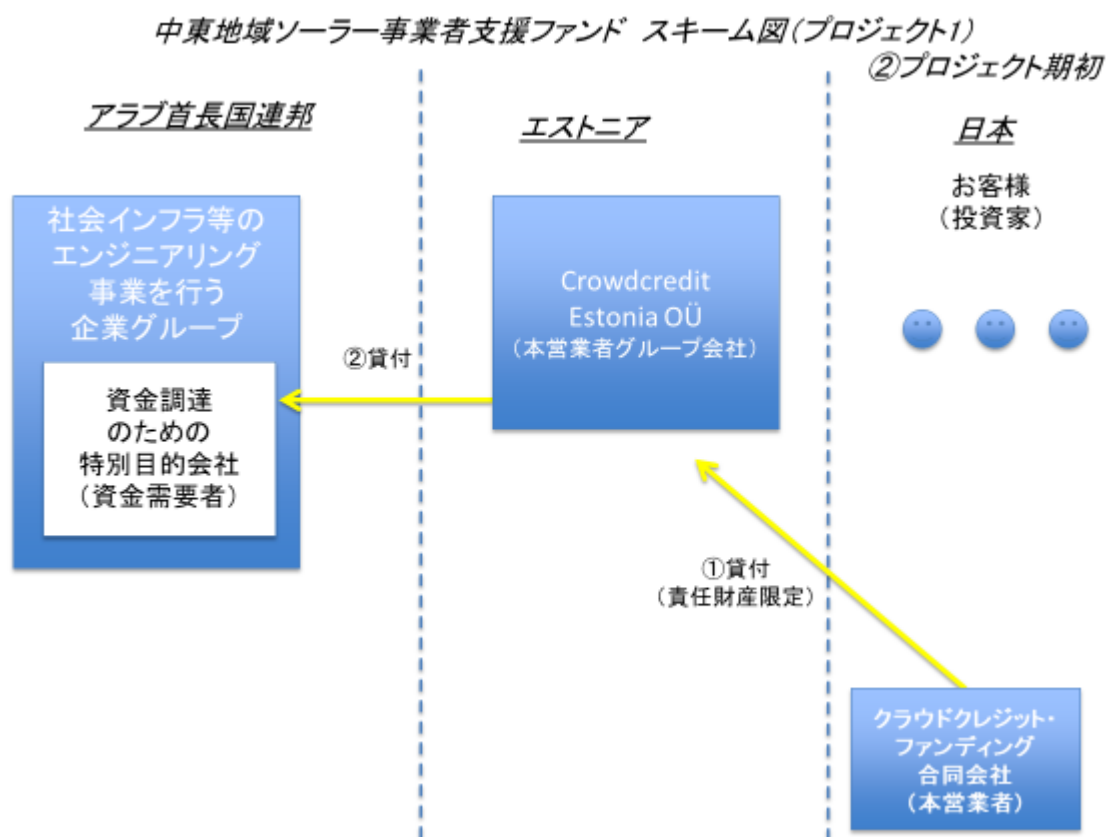 中東地域ソーラー事業者支援ファンド スキーム図(プロジェクト1)
②プロジェクト期初
アラブ首長国連邦
エストニア
日本
お客様
(投資家)
社会インフラ等の
エンジニアリング
事業を行う
企業グループ
資金調達
のための
特別目的会社
(資金需要者)
②貸付
Crowdcredit
Estonia OÜ
(本営業者グループ会社)
①貸付
(責任財産限定)
クラウドクレジット・
ファンディング
合同会社
(本営業者)